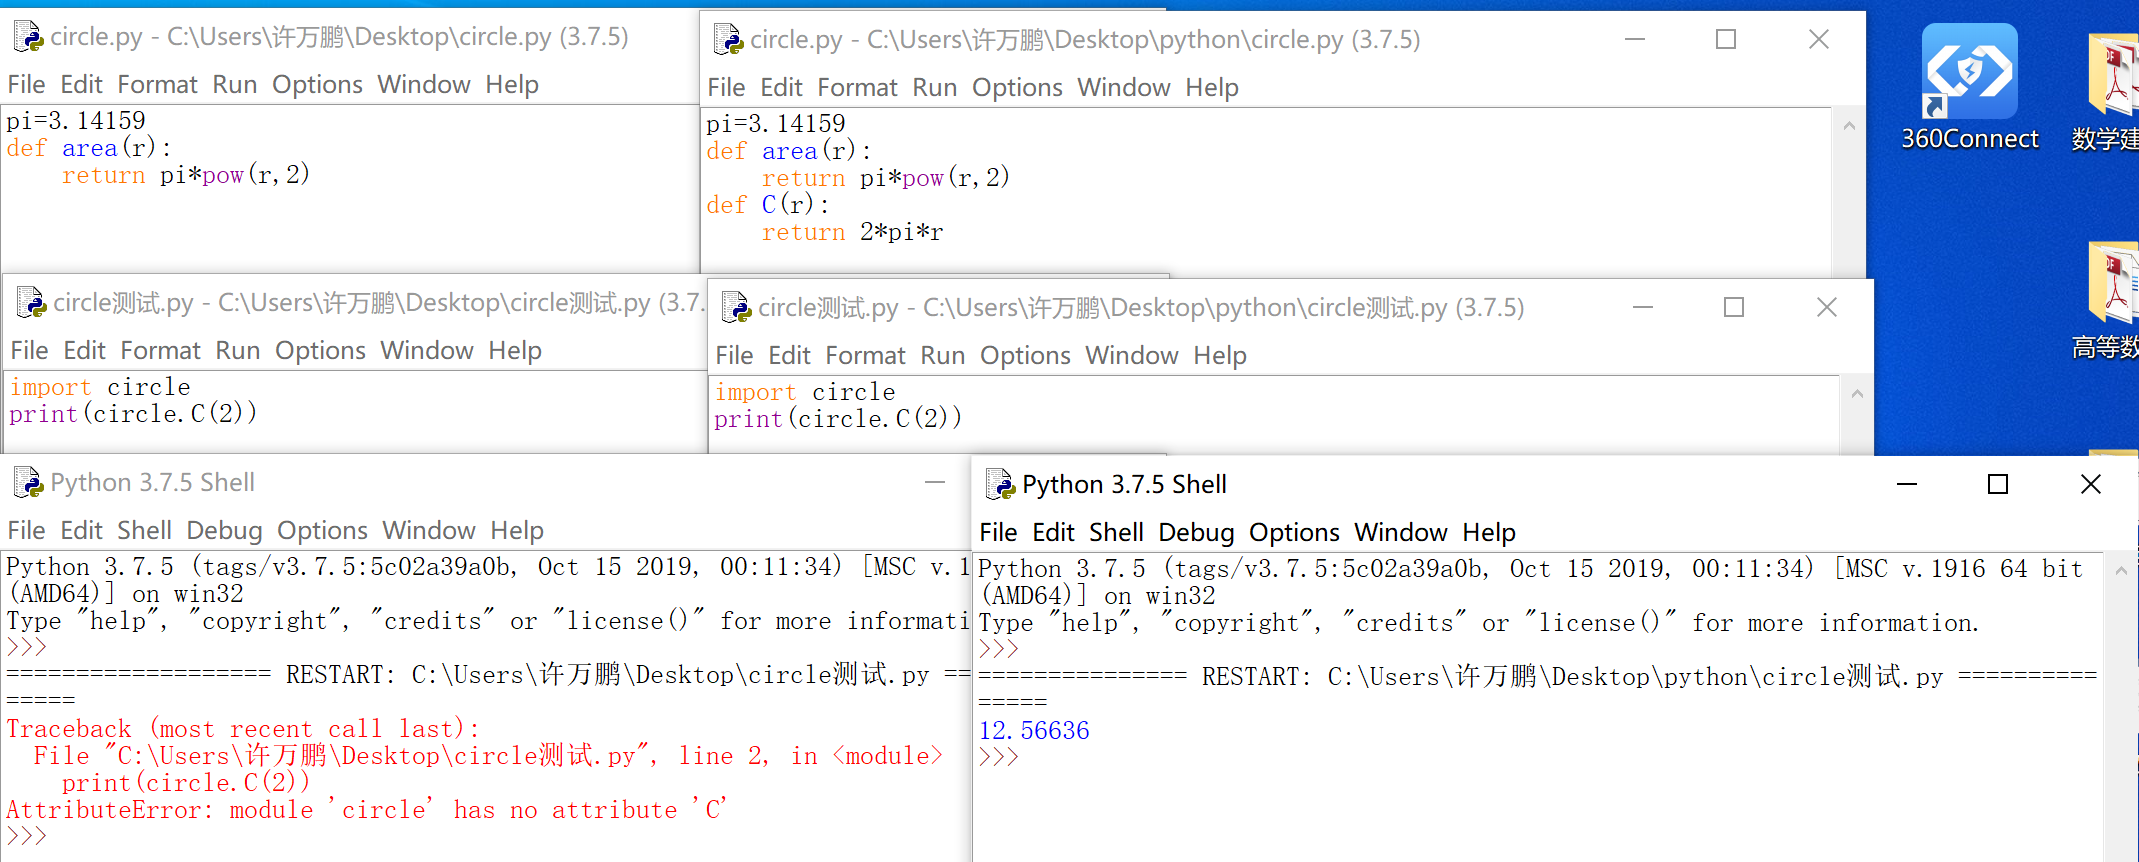 circle.py - C:\Users\许万鹏\Desktop\circle.py (3.7.5)
File Edit Format Run Options Window Help
pi=3.14159
def area(r):
    return pi*pow(r,2)
circle.py - C:\Users\许万鹏\Desktop\python\circle.py (3.7.5)
File Edit Format Run Options Window Help
pi=3.14159
def area(r):
    return pi*pow(r,2)
def C(r):
    return 2*pi*r
360Connect
数学建
高等数
circle测试.py - C:\Users\许万鹏\Desktop\circle测试.py (3.7.
File Edit Format Run Options Window Help
import circle
print(circle.C(2))
circle测试.py - C:\Users\许万鹏\Desktop\python\circle测试.py (3.7.5)
File Edit Format Run Options Window Help
import circle
print(circle.C(2))
Python 3.7.5 Shell
File Edit Shell Debug Options Window Help
Python 3.7.5 (tags/v3.7.5:5c02a39a0b, Oct 15 2019, 00:11:34) [MSC v.1
(AMD64)] on win32
Type "help", "copyright", "credits" or "license()" for more informati
>>>
=================== RESTART: C:\Users\许万鹏\Desktop\circle测试.py ==
=====
Traceback (most recent call last):
  File "C:\Users\许万鹏\Desktop\circle测试.py", line 2, in <module>
    print(circle.C(2))
AttributeError: module 'circle' has no attribute 'C'
>>>
Python 3.7.5 Shell
File Edit Shell Debug Options Window Help
Python 3.7.5 (tags/v3.7.5:5c02a39a0b, Oct 15 2019, 00:11:34) [MSC v.1916 64 bit
(AMD64)] on win32
Type "help", "copyright", "credits" or "license()" for more information.
>>>
=============== RESTART: C:\Users\许万鹏\Desktop\python\circle测试.py ==========
=====
12.56636
>>>